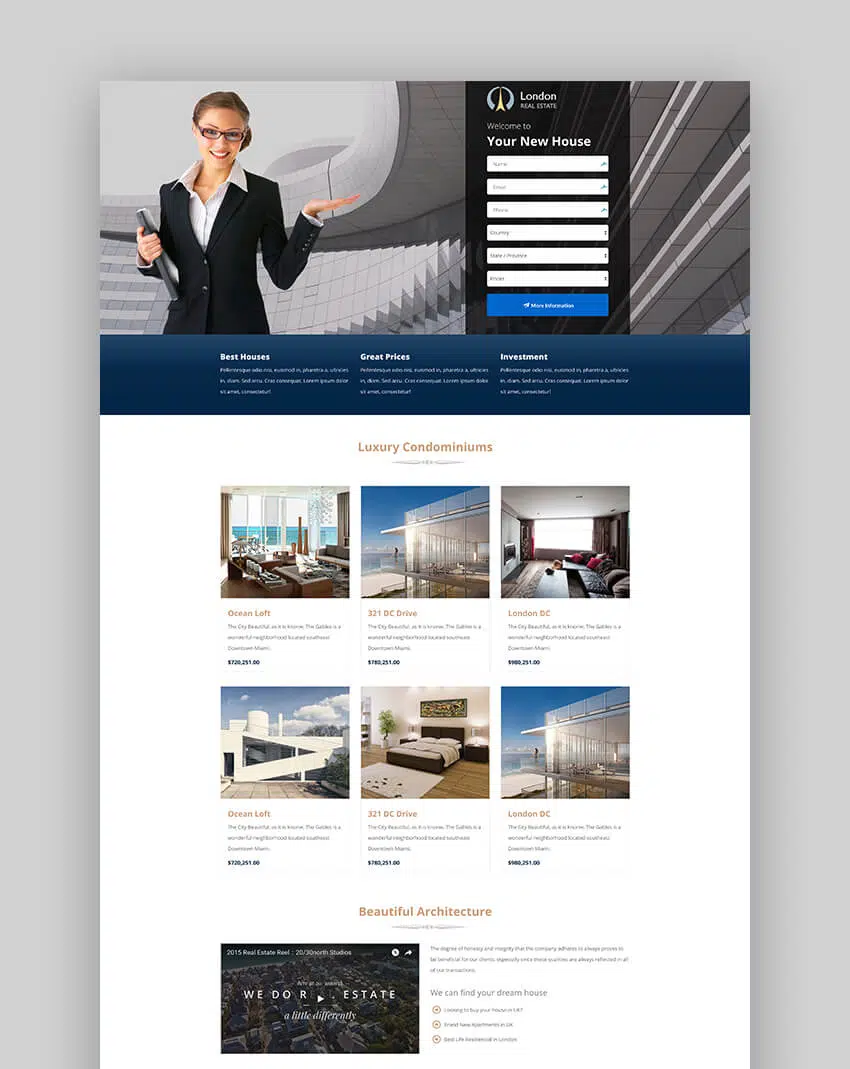 London
REAL ESTATE
Welcome to
Your New House
Name
Email
Phone
Country
State / Province
Prices
More Information
Best Houses
Pellentesque odio nisi, euismod in, pharetra a, ultricies
in, diam. Sed arcu. Cras consequat. Lorem ipsum dolor
sit amet, consectetur!
Great Prices
Pellentesque odio nisi, euismod in, pharetra a, ultricies
in, diam. Sed arcu. Cras consequat. Lorem ipsum dolor
sit amet, consectetur!
Investment
Pellentesque odio nisi, euismod in, pharetra a, ultricies
in, diam. Sed arcu. Cras consequat. Lorem ipsum dolor
sit amet, consectetur!
Luxury Condominiums
Ocean Loft
The City Beautiful, as it is known, The Gables is a
wonderful neighborhood located southeast
Downtown Miami.
$720,251.00
321 DC Drive
The City Beautiful, as it is known, The Gables is a
wonderful neighborhood located southeast
Downtown Miami.
$780,251.00
London DC
The City Beautiful, as it is known, The Gables is a
wonderful neighborhood located southeast
Downtown Miami.
$980,251.00
Ocean Loft
The City Beautiful, as it is known, The Gables is a
wonderful neighborhood located southeast
Downtown Miami.
$720,251.00
321 DC Drive
The City Beautiful, as it is known, The Gables is a
wonderful neighborhood located southeast
Downtown Miami.
$780,251.00
London DC
The City Beautiful, as it is known, The Gables is a
wonderful neighborhood located southeast
Downtown Miami.
$980,251.00
Beautiful Architecture
2015 Real Estate Reel : 20/30north Studios
WE DO R . ESTATE
a little differently
The degree of honesty and integrity that the company adheres to always proves to
be beneficial for our clients, especially since these qualities are always reflected in all
of our transactions.
We can find your dream house
Looking to buy your house in UK?
Brand New Apartments in UK
Best Life Residencial in London